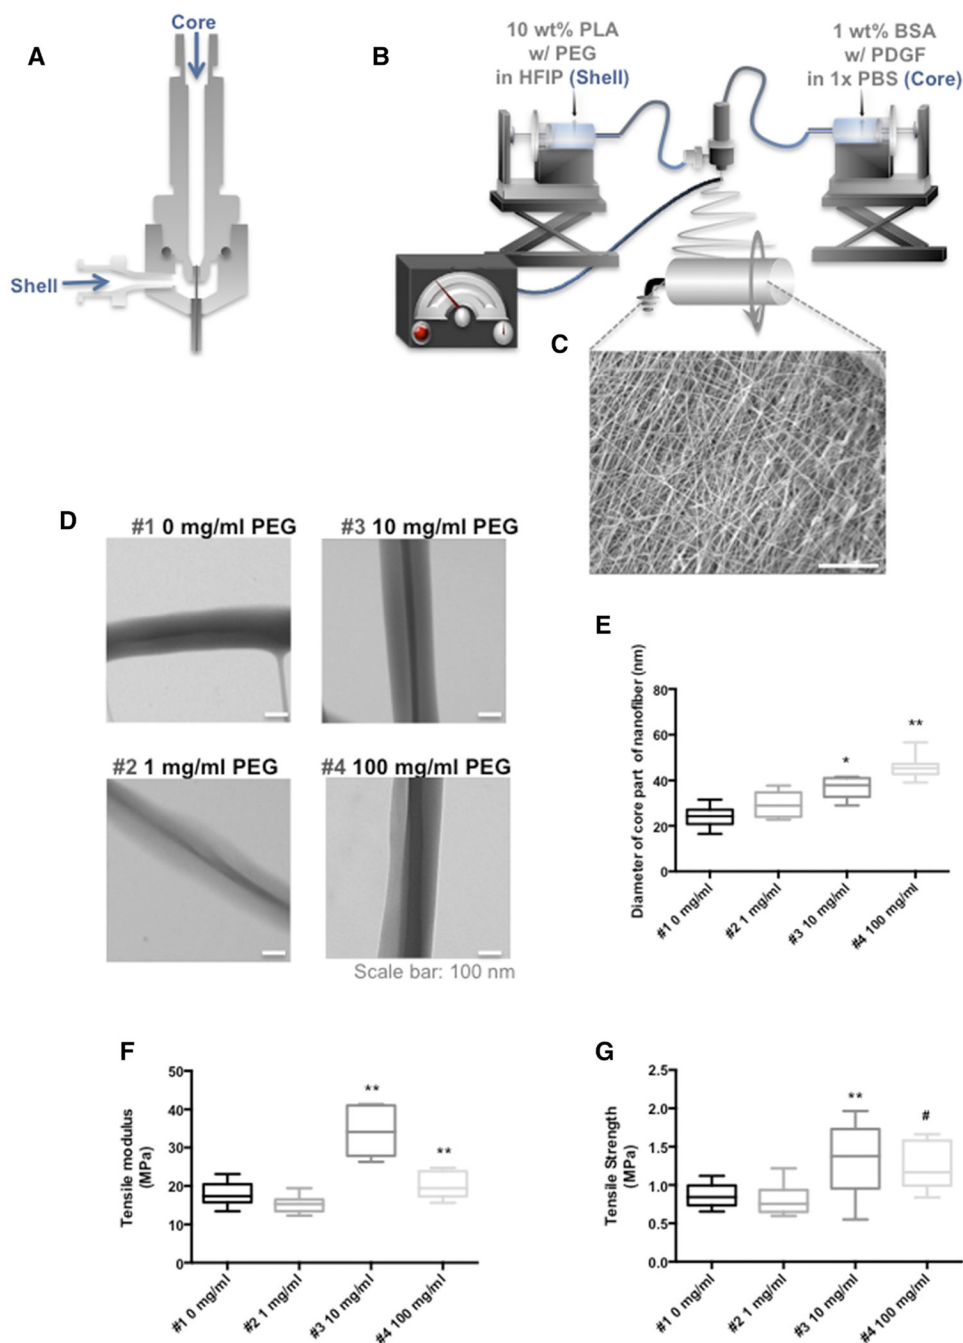 A
Core
Shell
B
10 wt% PLA
w/ PEG
in HFIP (Shell)
1 wt% BSA
w/ PDGF
in 1x PBS (Core)
C
D
#1 0 mg/ml PEG
#3 10 mg/ml PEG
#2 1 mg/ml PEG
#4 100 mg/ml PEG
Scale bar: 100 nm
E
Diameter of core part of nanofiber (nm)
80
60
40
20
0
*
**
#1 0 mg/ml
#2 1 mg/ml
#3 10 mg/ml
#4 100 mg/ml
F
Tensile modulus
(MPa)
50
40
30
20
10
0
**
**
#1 0 mg/ml
#2 1 mg/ml
#3 10 mg/ml
#4 100 mg/ml
G
Tensile Strength
(MPa)
2.5
2.0
1.5
1.0
0.5
0.0
**
#
#1 0 mg/ml
#2 1 mg/ml
#3 10 mg/ml
#4 100 mg/ml